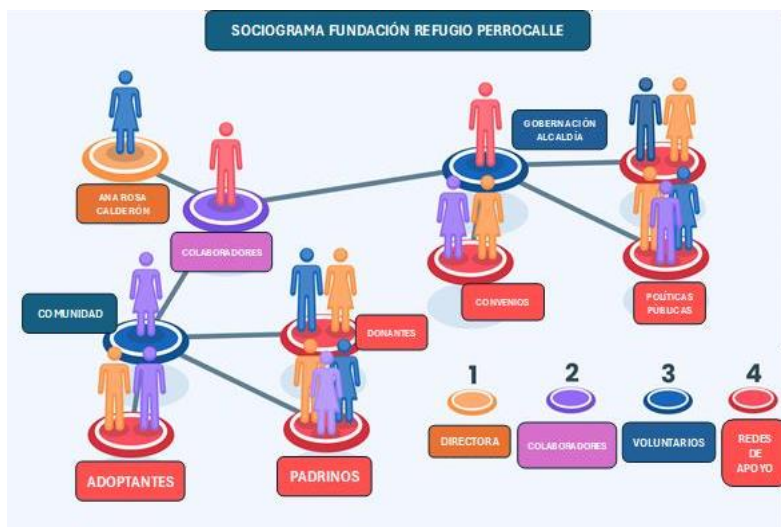 SOCIOGRAMA FUNDACIÓN REFUGIO PERROCALLE
GOBERNACIÓN
ALCALDÍA
ANA ROSA
CALDERÓN
COLABORADORES
COMUNIDAD
CONVENIOS
POLÍTICAS
PÚBLICAS
DONANTES
ADOPTANTES
PADRINOS
1
2
3
4
DIRECTORA
COLABORADORES
VOLUNTARIOS
REDES
DE
APOYO